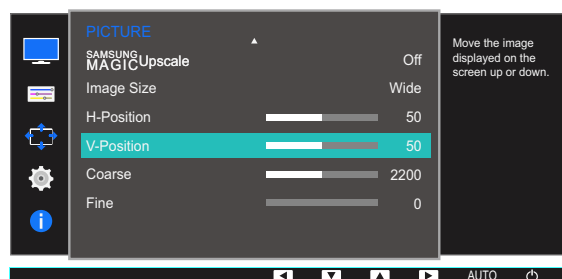 PICTURE
SAMSUNG
MAGICUpscale Off
Image Size Wide
H-Position 50
V-Position 50
Coarse 2200
Fine 0
Move the image
displayed on the
screen up or down.
AUTO